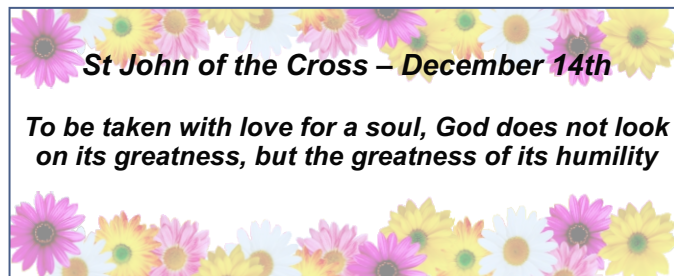 St John of the Cross – December 14th
To be taken with love for a soul, God does not look
on its greatness, but the greatness of its humility